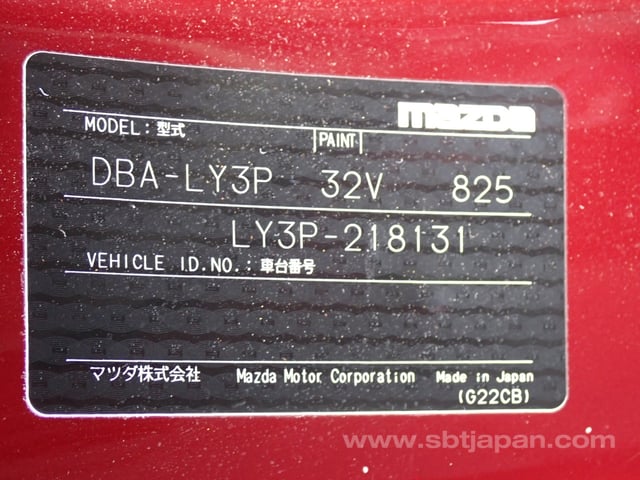 mazda
MODEL: 型式 PAINT
DBA-LY3P 32V 825
LY3P-218131
VEHICLE I.D.NO.: 車台番号
マツダ株式会社 Mazda Motor Corporation Made in Japan
(G22CB)
www.sbtjapan.com